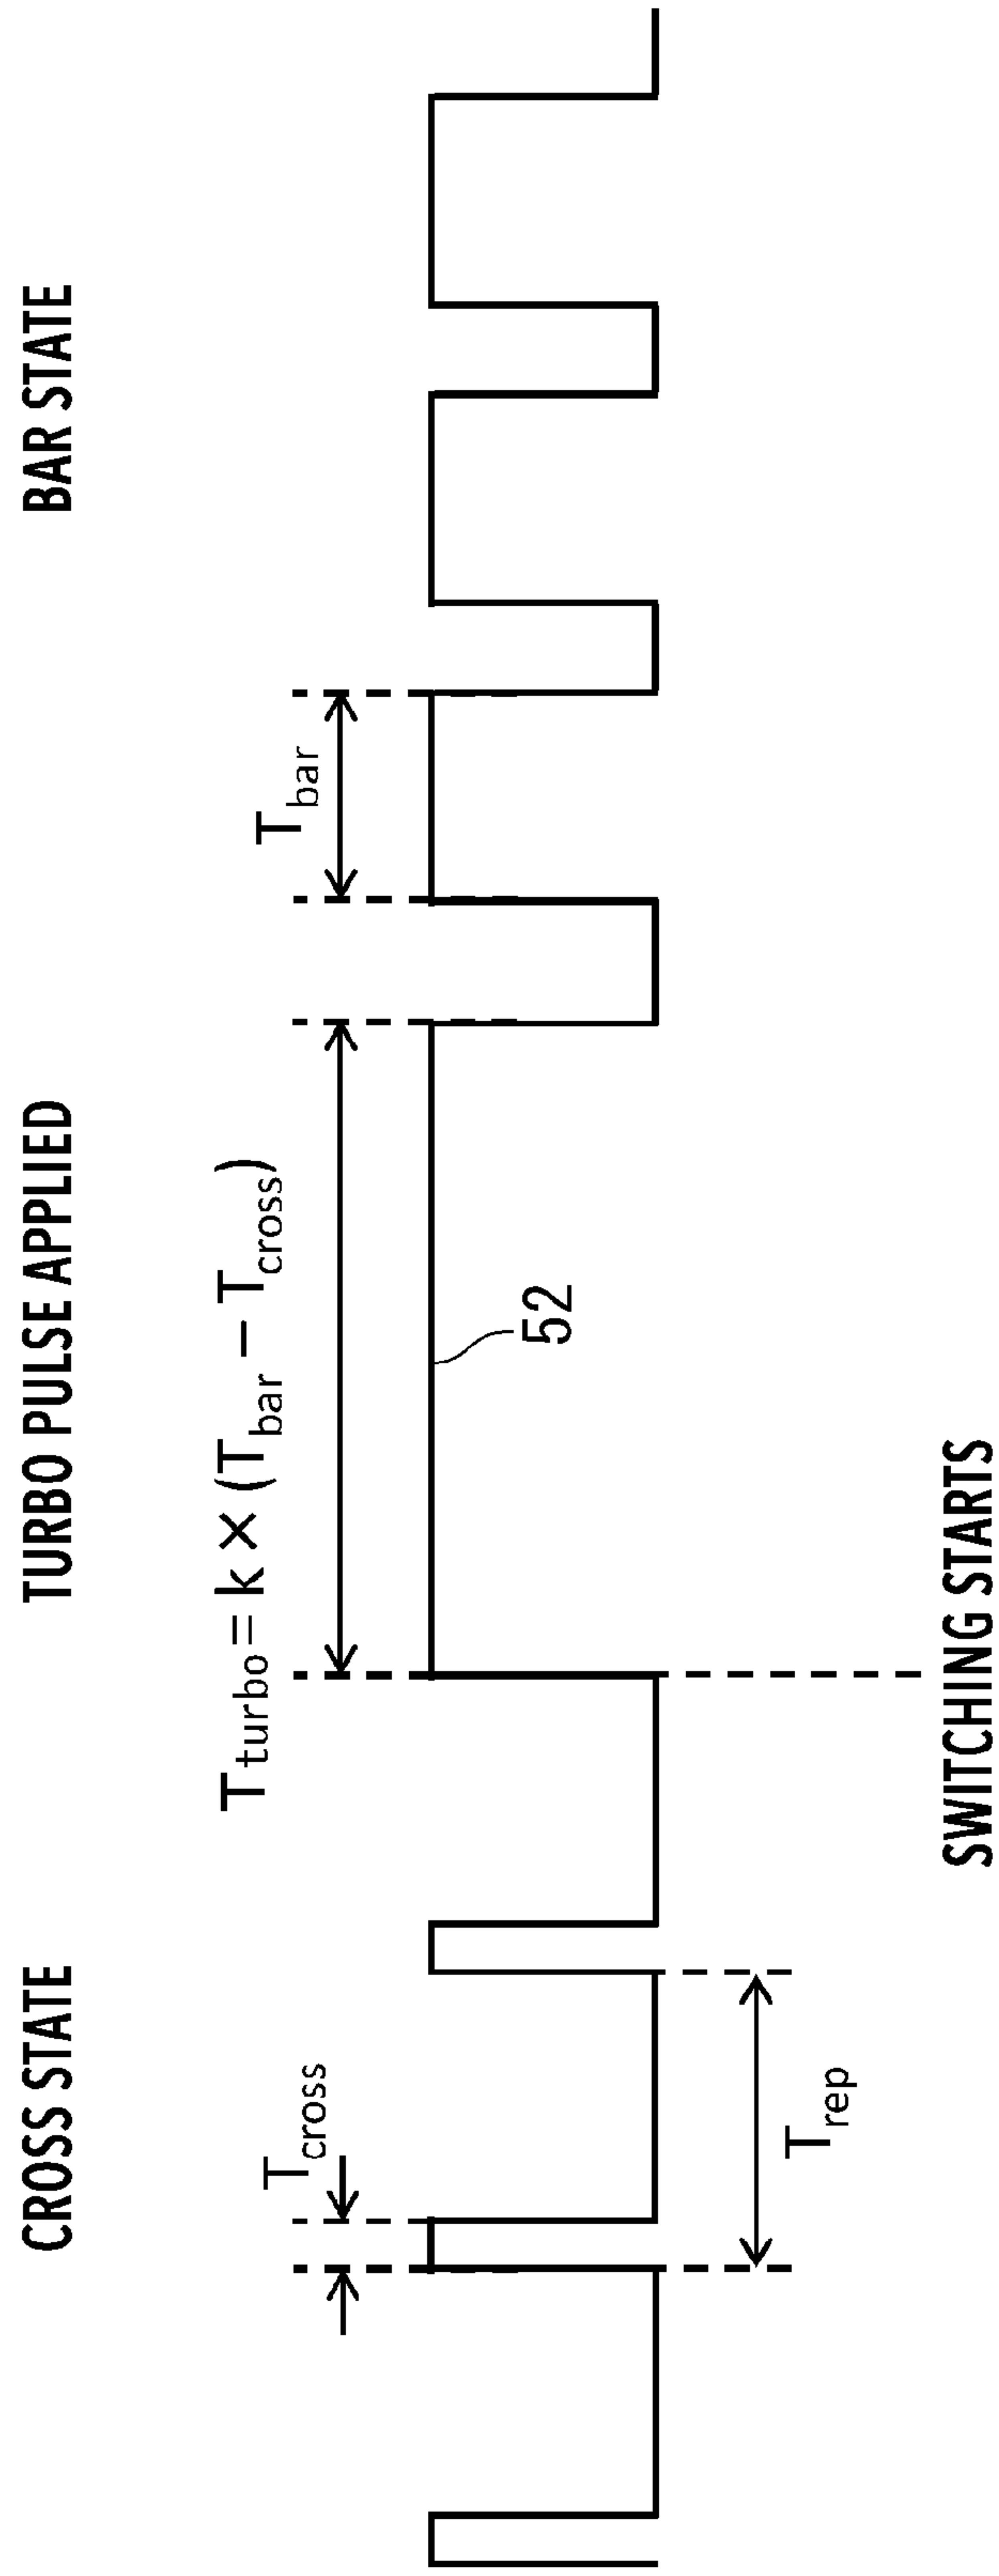 CROSS STATE
TURBO PULSE APPLIED
BAR STATE
T_turbo = k × (T_bar − T_cross)
T_cross
T_bar
52
T_rep
SWITCHING STARTS